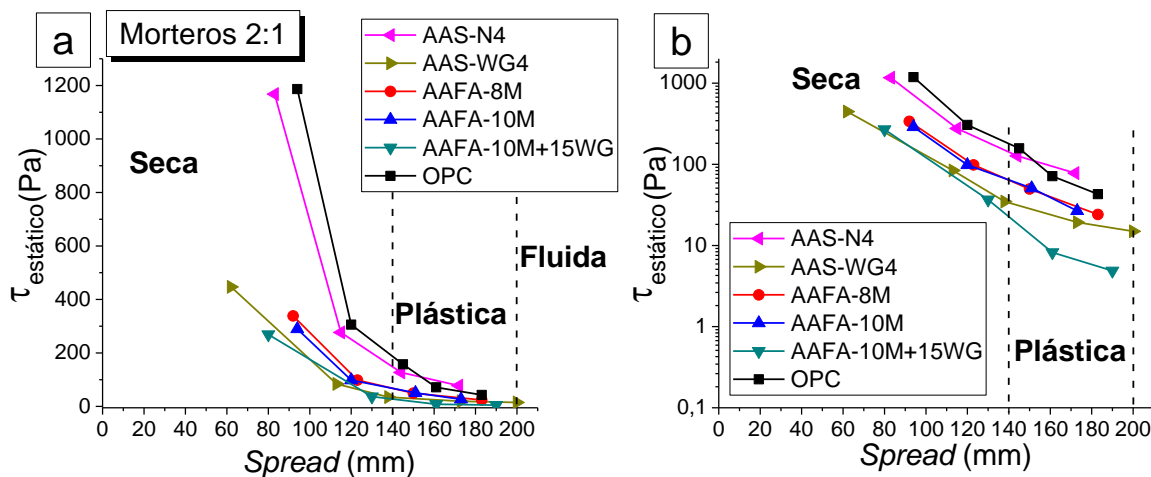 a
Morteros 2:1
AAS-N4
AAS-WG4
AAFA-8M
AAFA-10M
AAFA-10M+15WG
OPC
Seca
Plástica
Fluida
τestático(Pa)
1200
1000
800
600
400
200
0
0 20 40 60 80 100 120 140 160 180 200
Spread (mm)
b
Seca
Plástica
AAS-N4
AAS-WG4
AAFA-8M
AAFA-10M
AAFA-10M+15WG
OPC
τestático(Pa)
1000
100
10
1
0,1
0 20 40 60 80 100 120 140 160 180 200
Spread (mm)